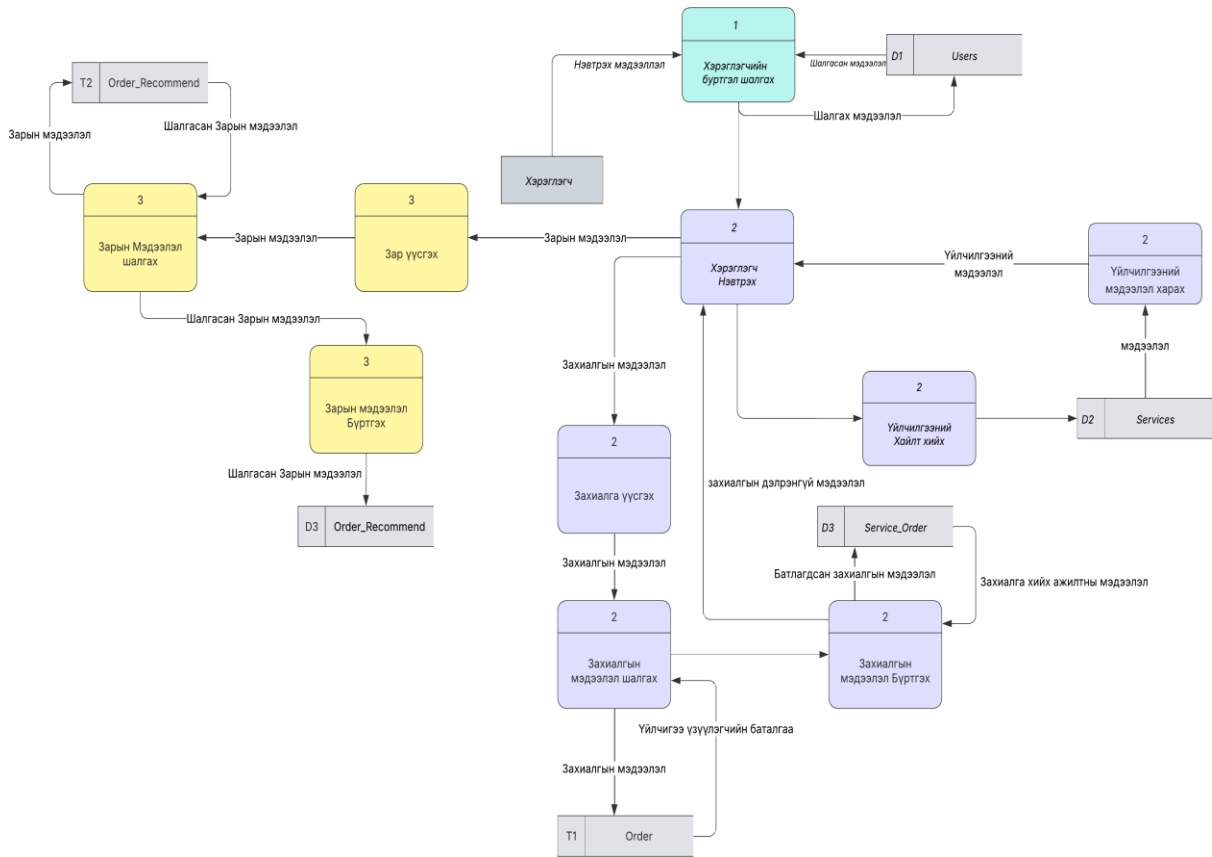 1
Хэрэглэгчийн
бүртгэл шалгах
D1
Users
Нэвтрэх мэдээллэл
Шалгасан мэдээлэл
Шалгах мэдээлэл
Хэрэглэгч
T2
Order_Recommend
Зарын мэдээлэл
Шалгасан Зарын мэдээлэл
3
Зарын Мэдээлэл
шалгах
Зарын мэдээлэл
3
Зар үүсгэх
Зарын мэдээлэл
2
Хэрэглэгч
Нэвтрэх
Үйлчилгээний
мэдээлэл
2
Үйлчилгээний
мэдээлэл харах
Шалгасан Зарын мэдээлэл
3
Зарын мэдээлэл
Бүртгэх
Шалгасан Зарын мэдээлэл
D3
Order_Recommend
Захиалгын мэдээлэл
мэдээлэл
2
Үйлчилгээний
Хайлт хийх
D2
Services
2
Захиалга үүсгэх
захиалгын дэлрэнгүй мэдээлэл
D3
Service_Order
Захиалгын мэдээлэл
Батлагдсан захиалгын мэдээлэл
Захиалга хийх ажилтны мэдээлэл
2
Захиалгын
мэдээлэл шалгах
2
Захиалгын
мэдээлэл Бүртгэх
Үйлчигээ үзүүлэгчийн баталгаа
Захиалгын мэдээлэл
T1
Order